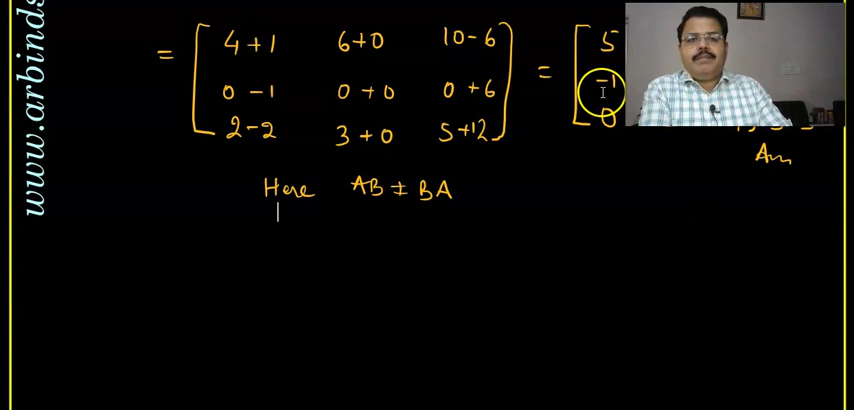 www.arbinds
= [ 4+1 6+0 10-6 ] = [ 5
0 -1 0 + 0 0 + 6 -1
2-2 3 + 0 5+12 0
Ans
Here AB ≠ BA